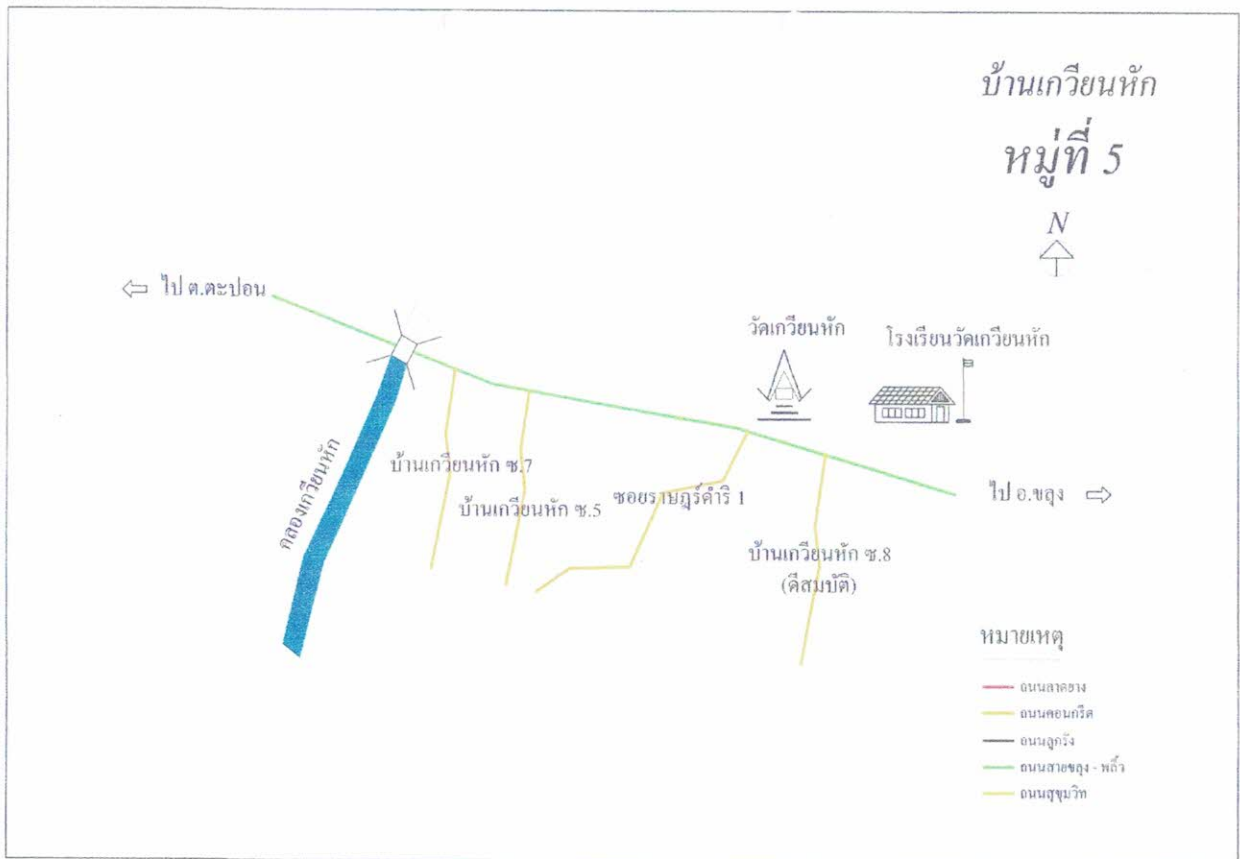 บ้านเกวียนหัก
หมู่ที่ 5
N
ไป ต.ตะปอน
วัดเกวียนหัก
โรงเรียนวัดเกวียนหัก
คลองเกวียนหัก
บ้านเกวียนหัก ซ.7
บ้านเกวียนหัก ซ.5
ซอยราษฎร์ดำริ 1
ไป อ.ขลุง
บ้านเกวียนหัก ซ.8
(ดีสมบัติ)
หมายเหตุ
ถนนลาดยาง
ถนนคอนกรีต
ถนนลูกรัง
ถนนสายขลุง - พลิ้ว
ถนนสุขุมวิท